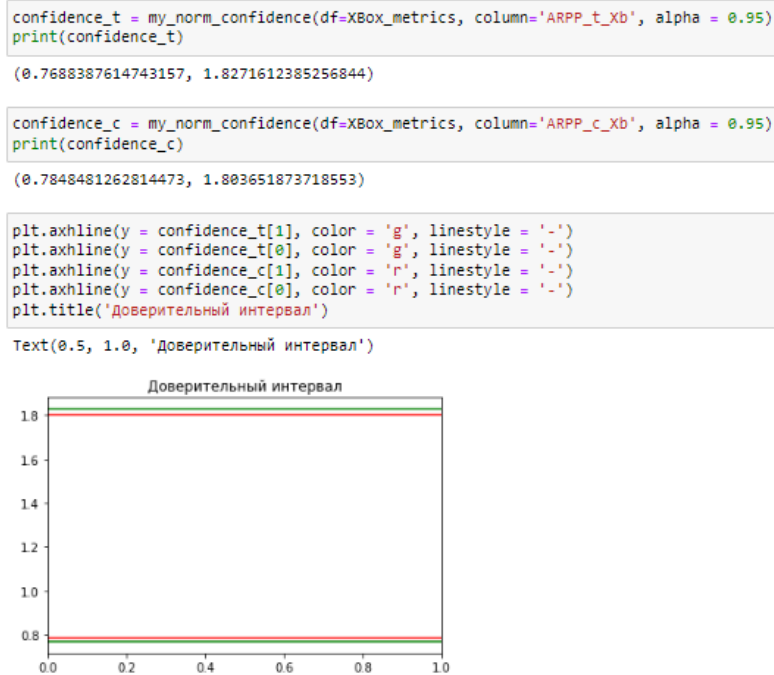 confidence_t = my_norm_confidence(df=XBox_metrics, column='ARPP_t_Xb', alpha = 0.95)
print(confidence_t)
(0.7688387614743157, 1.8271612385256844)
confidence_c = my_norm_confidence(df=XBox_metrics, column='ARPP_c_Xb', alpha = 0.95)
print(confidence_c)
(0.7848481262814473, 1.803651873718553)
plt.axhline(y = confidence_t[1], color = 'g', linestyle = '-')
plt.axhline(y = confidence_t[0], color = 'g', linestyle = '-')
plt.axhline(y = confidence_c[1], color = 'r', linestyle = '-')
plt.axhline(y = confidence_c[0], color = 'r', linestyle = '-')
plt.title('Доверительный интервал')
Text(0.5, 1.0, 'Доверительный интервал')
Доверительный интервал
1.8
1.6
1.4
1.2
1.0
0.8
0.0 0.2 0.4 0.6 0.8 1.0